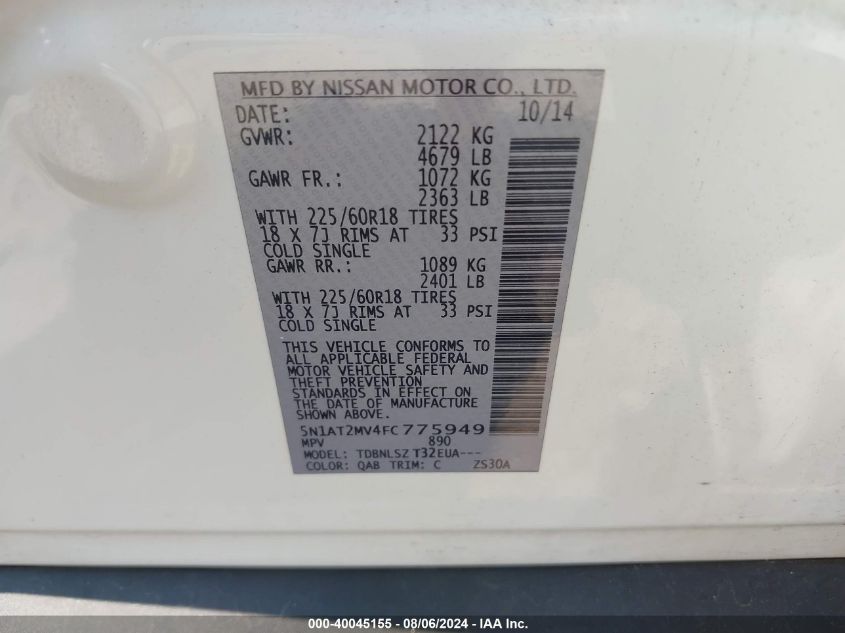 MFD BY NISSAN MOTOR CO., LTD.
DATE: 10/14
GVWR: 2122 KG
4679 LB
GAWR FR.: 1072 KG
2363 LB
WITH 225/60R18 TIRES
18 X 7J RIMS AT 33 PSI
COLD SINGLE
GAWR RR.: 1089 KG
2401 LB
WITH 225/60R18 TIRES
18 X 7J RIMS AT 33 PSI
COLD SINGLE
THIS VEHICLE CONFORMS TO
ALL APPLICABLE FEDERAL
MOTOR VEHICLE SAFETY AND
THEFT PREVENTION
STANDARDS IN EFFECT ON
THE DATE OF MANUFACTURE
SHOWN ABOVE.
5N1AT2MV4FC775949
MPV 890
MODEL: TDBNLSZ T32EUA---
COLOR: QAB TRIM: C ZS30A
000-40045155 - 08/06/2024 - IAA Inc.